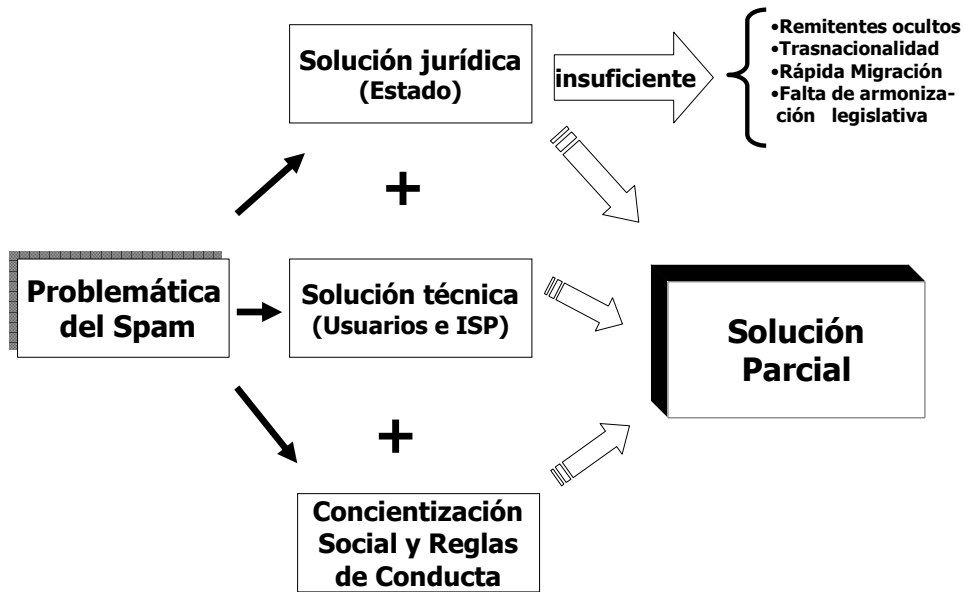 Solución jurídica
(Estado)
insuficiente
•Remitentes ocultos
•Trasnacionalidad
•Rápida Migración
•Falta de armoniza-
ción legislativa
+
Problemática
del Spam
Solución técnica
(Usuarios e ISP)
Solución
Parcial
+
Concientización
Social y Reglas
de Conducta